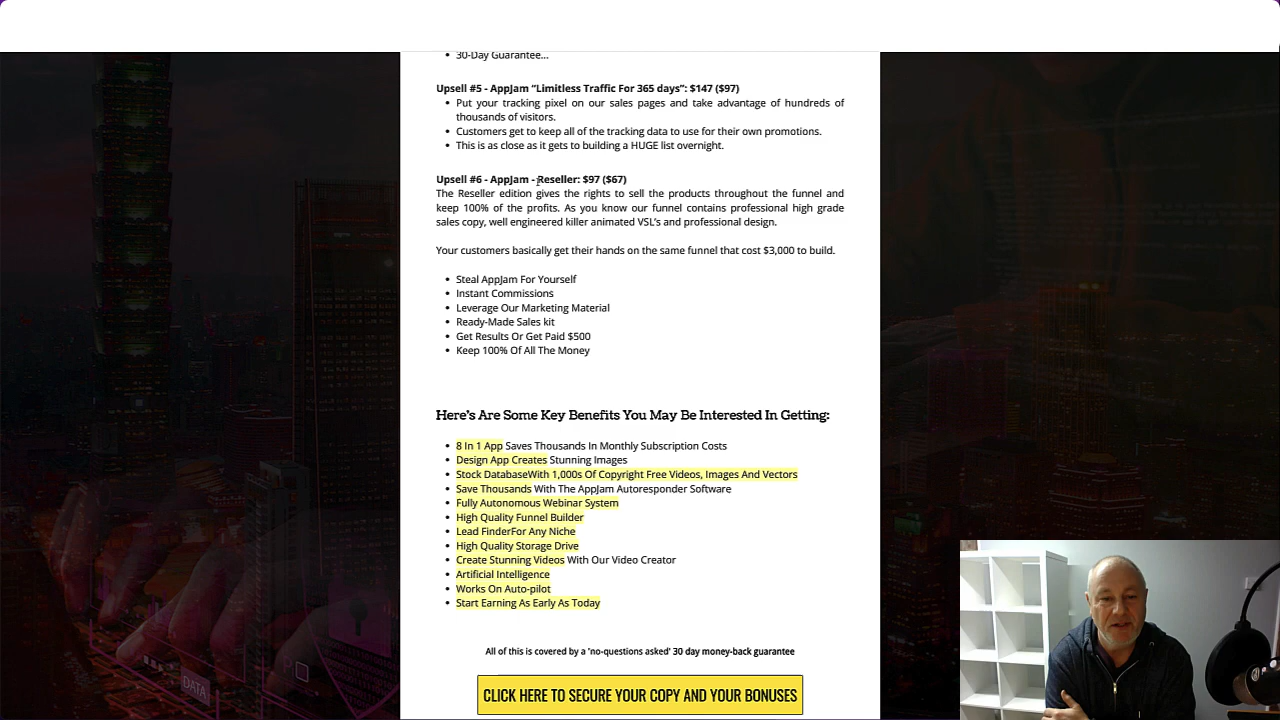 30-Day Guarantee...
Upsell #5 - AppJam “Limitless Traffic For 365 days”: $147 ($97)
Put your tracking pixel on our sales pages and take advantage of hundreds of
thousands of visitors.
Customers get to keep all of the tracking data to use for their own promotions.
This is as close as it gets to building a HUGE list overnight.
Upsell #6 - AppJam - Reseller: $97 ($67)
The Reseller edition gives the rights to sell the products throughout the funnel and
keep 100% of the profits. As you know our funnel contains professional high grade
sales copy, well engineered killer animated VSL’s and professional design.
Your customers basically get their hands on the same funnel that cost $3,000 to build.
Steal AppJam For Yourself
Instant Commissions
Leverage Our Marketing Material
Ready-Made Sales kit
Get Results Or Get Paid $500
Keep 100% Of All The Money
Here’s Are Some Key Benefits You May Be Interested In Getting:
8 In 1 App Saves Thousands In Monthly Subscription Costs
Design App Creates Stunning Images
Stock DatabaseWith 1,000s Of Copyright Free Videos, Images And Vectors
Save Thousands With The AppJam Autoresponder Software
Fully Autonomous Webinar System
High Quality Funnel Builder
Lead FinderFor Any Niche
High Quality Storage Drive
Create Stunning Videos With Our Video Creator
Artificial Intelligence
Works On Auto-pilot
Start Earning As Early As Today
All of this is covered by a 'no-questions asked' 30 day money-back guarantee
CLICK HERE TO SECURE YOUR COPY AND YOUR BONUSES
DATA